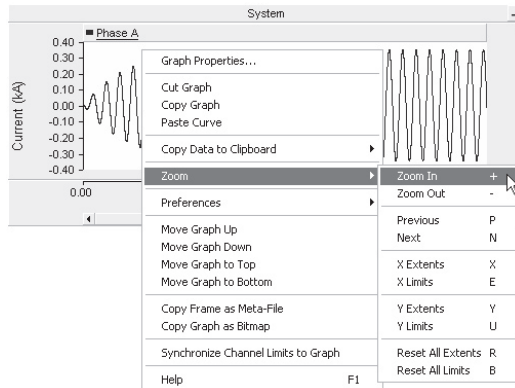 System
Phase A
Current (kA)
0.40
0.30
0.20
0.10
0.00
-0.10
-0.20
-0.30
-0.40
0.00
Graph Properties...
Cut Graph
Copy Graph
Paste Curve
Copy Data to Clipboard
Zoom
Preferences
Move Graph Up
Move Graph Down
Move Graph to Top
Move Graph to Bottom
Copy Frame as Meta-File
Copy Graph as Bitmap
Synchronize Channel Limits to Graph
Help F1
Zoom In +
Zoom Out -
Previous P
Next N
X Extents X
X Limits E
Y Extents Y
Y Limits U
Reset All Extents R
Reset All Limits B